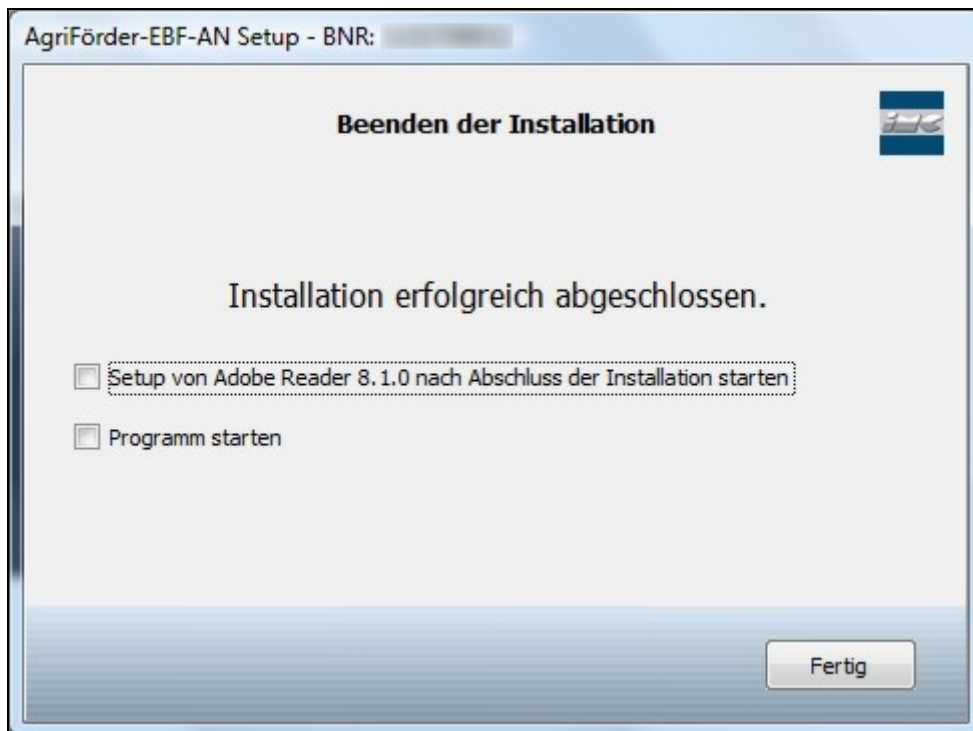 AgriFörder-EBF-AN Setup - BNR:
Beenden der Installation
Installation erfolgreich abgeschlossen.
Setup von Adobe Reader 8.1.0 nach Abschluss der Installation starten
Programm starten
Fertig